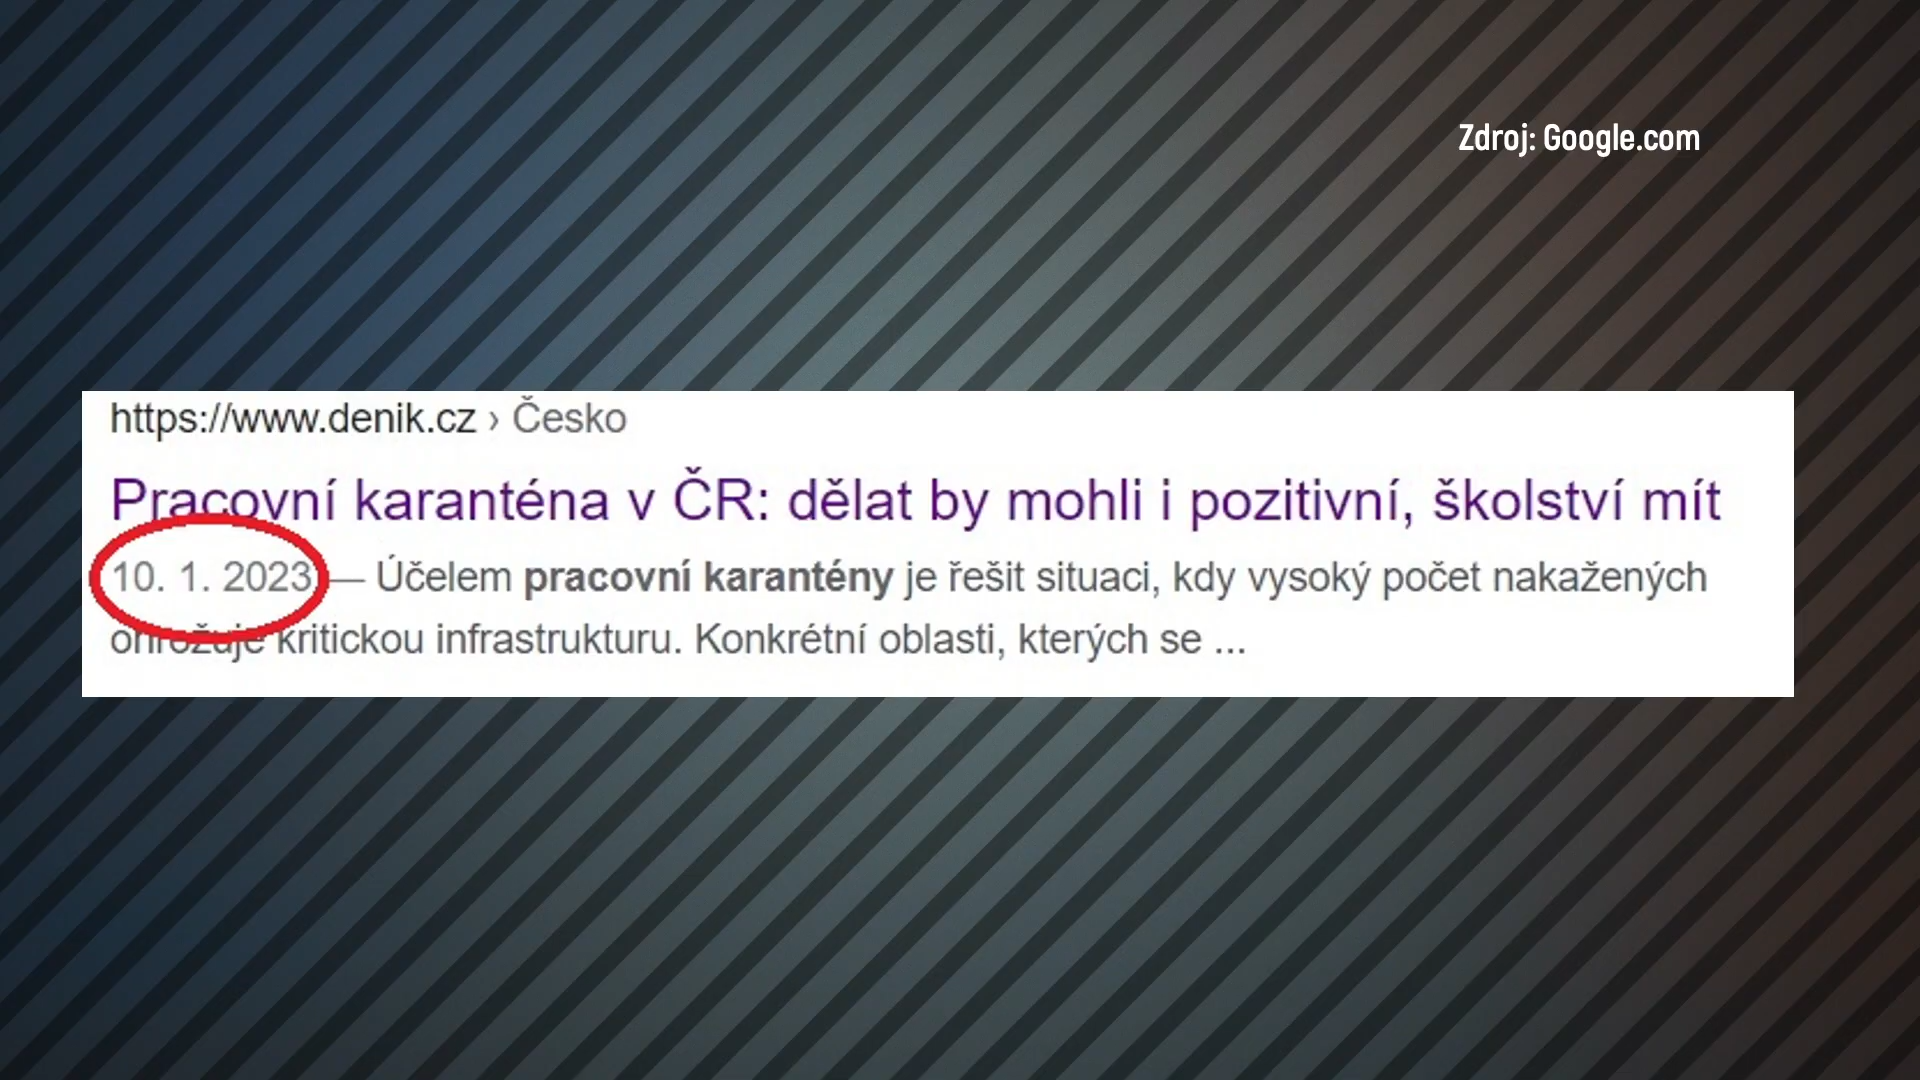 Zdroj: Google.com
https://www.denik.cz › Česko
Pracovní karanténa v ČR: dělat by mohli i pozitivní, školství mít
10. 1. 2023 — Účelem pracovní karantény je řešit situaci, kdy vysoký počet nakažených
ohrožuje kritickou infrastrukturu. Konkrétní oblasti, kterých se ...